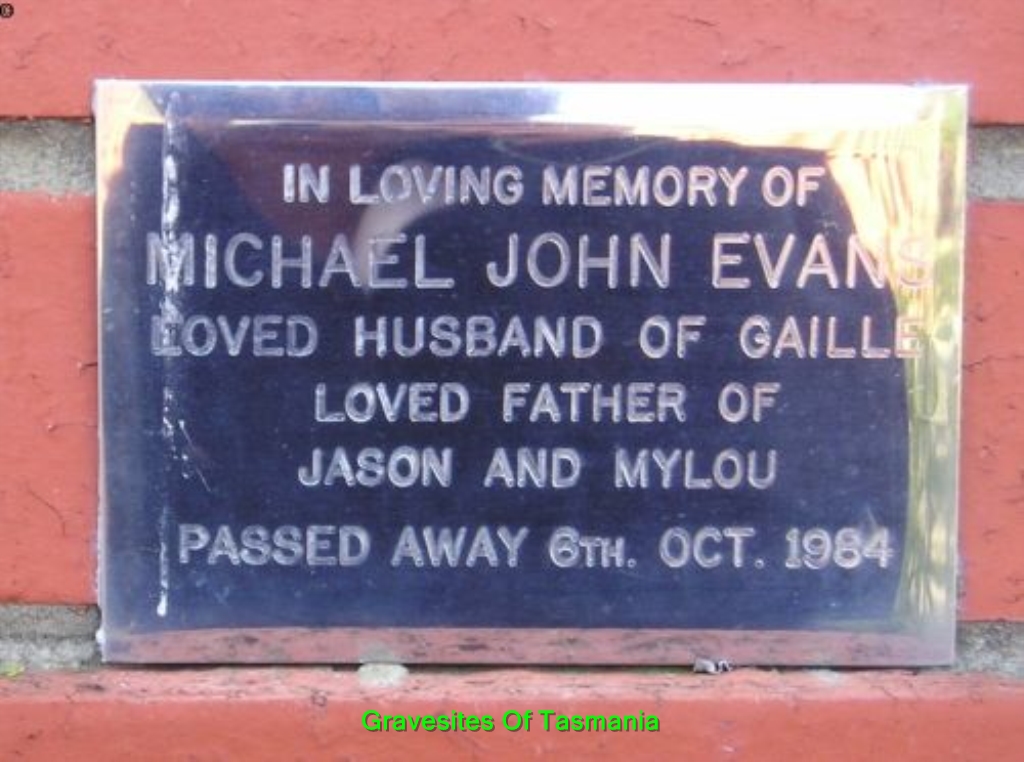 IN LOVING MEMORY OF
MICHAEL JOHN EVANS
LOVED HUSBAND OF GAILLE
LOVED FATHER OF
JASON AND MYLOU
PASSED AWAY 6TH. OCT. 1984
Gravesites Of Tasmania